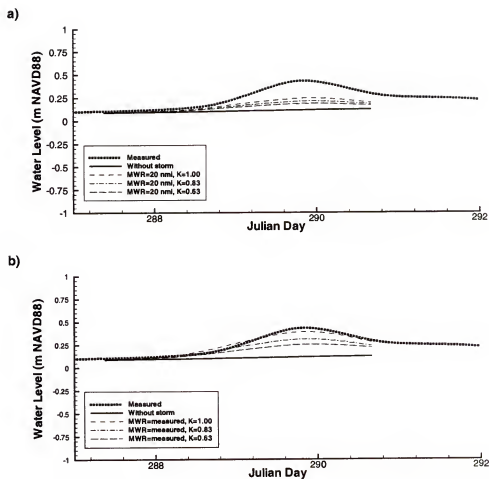 a)
Water Level (m NAVD88)
1
0.75
0.5
0.25
0
-0.25
-0.5
-0.75
-1
Measured
Without storm
MWR=20 nmi, K=1.00
MWR=20 nmi, K=0.83
MWR=20 nmi, K=0.63
288
290
292
Julian Day
b)
Water Level (m NAVD88)
1
0.75
0.5
0.25
0
-0.25
-0.5
-0.75
-1
Measured
Without storm
MWR=measured, K=1.00
MWR=measured, K=0.83
MWR=measured, K=0.63
288
290
292
Julian Day